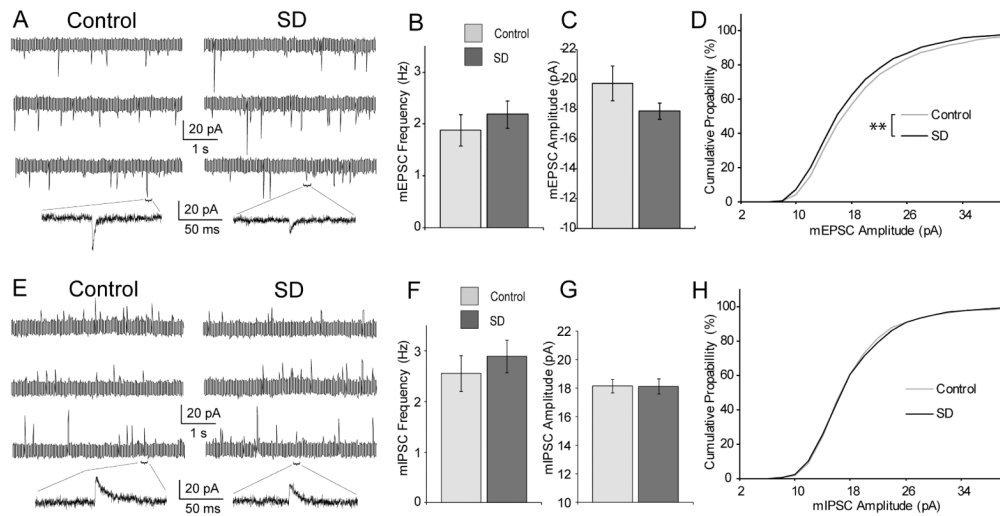 A
Control
SD
20 pA
1 s
20 pA
50 ms
B
Control
SD
mEPSC Frequency (Hz)
3
2
1
0
C
mEPSC Amplitude (pA)
-22
-20
-18
-16
-14
-12
-10
D
Cumulative Propabillity (%)
100
80
60
40
20
0
**
Control
SD
2
10
18
26
34
mEPSC Amplitude (pA)
E
Control
SD
20 pA
1 s
20 pA
50 ms
F
Control
SD
mIPSC Frequency (Hz)
3
2
1
0
G
mIPSC Amplitude (pA)
22
20
18
16
14
12
10
H
Cumulative Propabillity (%)
100
80
60
40
20
0
Control
SD
2
10
18
26
34
mIPSC Amplitude (pA)